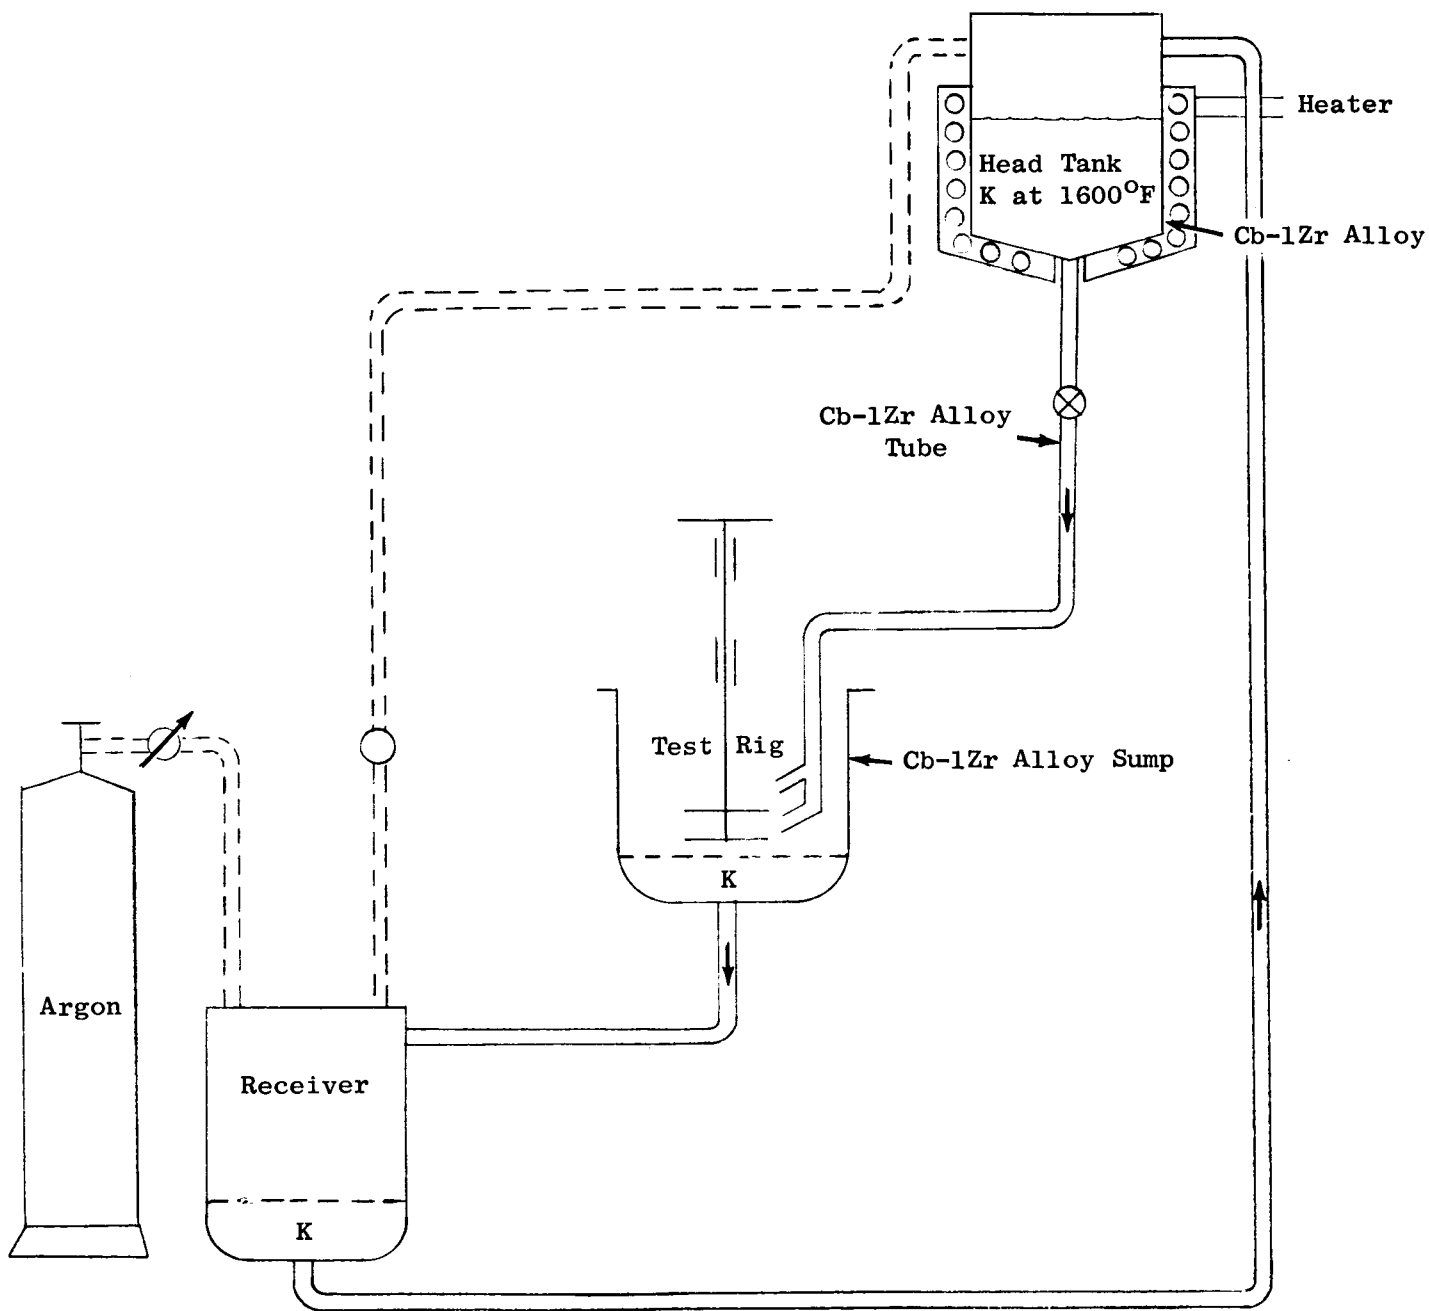 Heater
Head Tank
K at 1600°F
Cb-1Zr Alloy
Cb-1Zr Alloy
Tube
Test Rig
Cb-1Zr Alloy Sump
K
Argon
Receiver
K